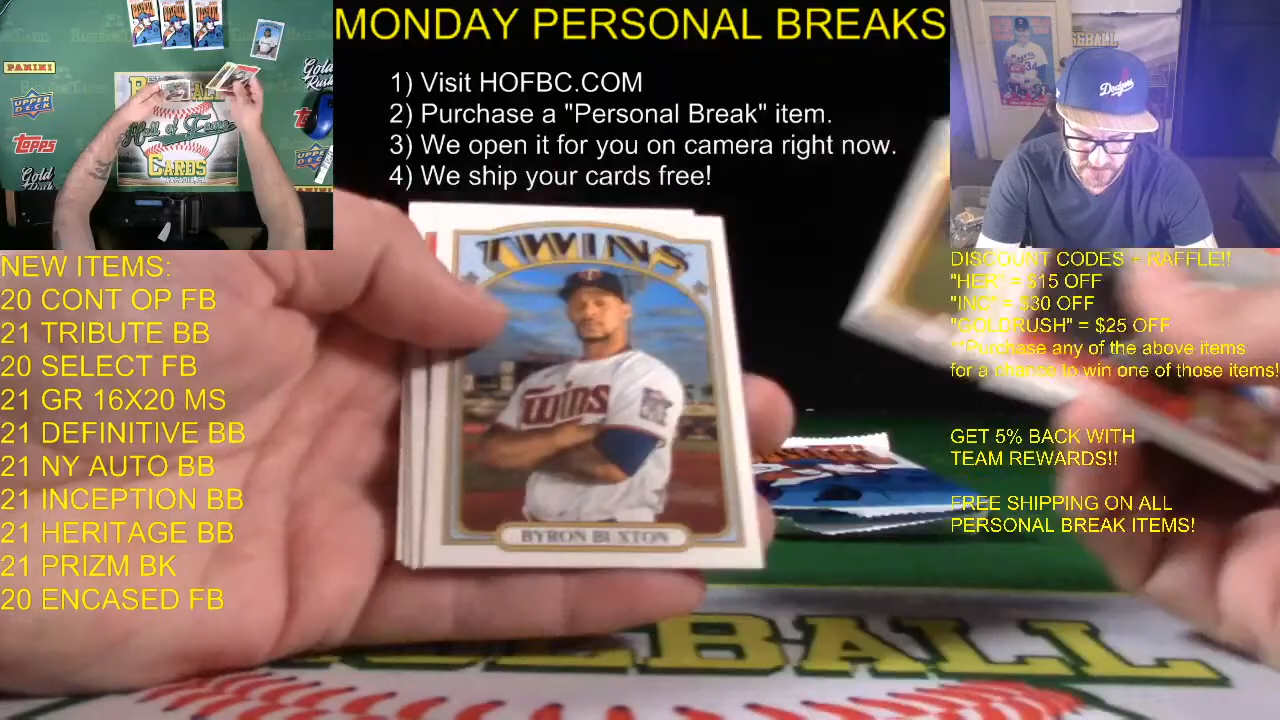 MONDAY PERSONAL BREAKS
1) Visit HOFBC.COM
2) Purchase a "Personal Break" item.
3) We open it for you on camera right now.
4) We ship your cards free!
PANINI
UPPER DECK
Topps
Gold
Hall of Fame
CARDS
Gold Rush
Dodgers
34
NEW ITEMS:
20 CONT OP FB
21 TRIBUTE BB
20 SELECT FB
21 GR 16X20 MS
21 DEFINITIVE BB
21 NY AUTO BB
21 INCEPTION BB
21 HERITAGE BB
21 PRIZM BK
20 ENCASED FB
TWINS
Twins
BYRON BUXTON
DISCOUNT CODES + RAFFLE!!
"HER" = $15 OFF
"INC" = $30 OFF
"GOLDRUSH" = $25 OFF
**Purchase any of the above items
for a chance to win one of those items!
GET 5% BACK WITH
TEAM REWARDS!!
FREE SHIPPING ON ALL
PERSONAL BREAK ITEMS!